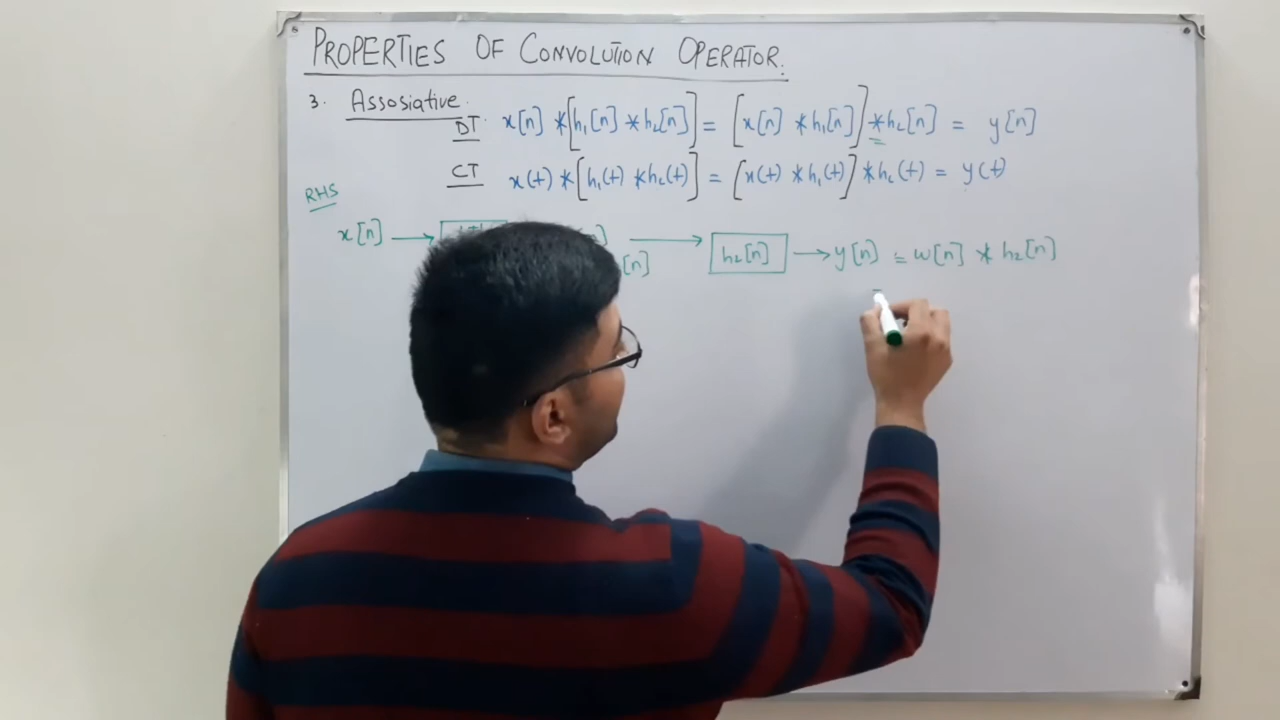 PROPERTIES OF CONVOLUTION OPERATOR.
3. Assosiative.
DT. x[n] * [h₁[n] * h₂[n]] = [x[n] * h₁[n]] * h₂[n] = y[n]
CT x(t) * [h₁(t) * h₂(t)] = [x(t) * h₁(t)] * h₂(t) = y(t)
RHS
x[n] → → h₂[n] → y[n] = w[n] * h₂[n]
[n]